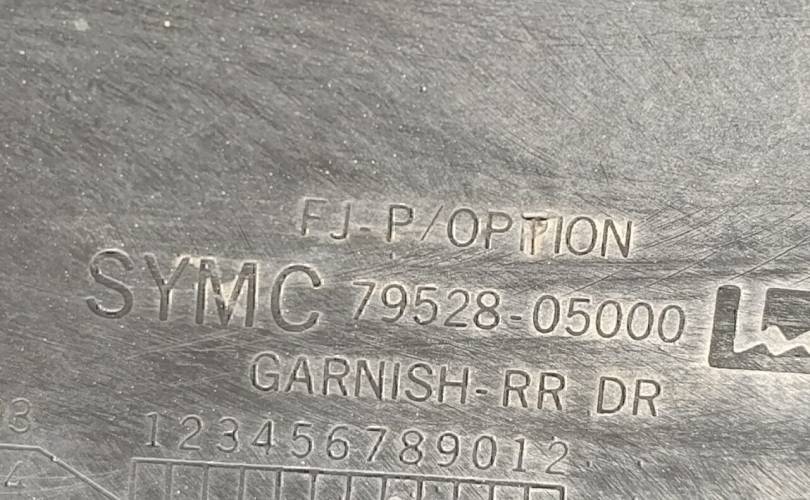 FJ-P/OPTION
SYMC 79528-05000
GARNISH-RR DR
123456789012